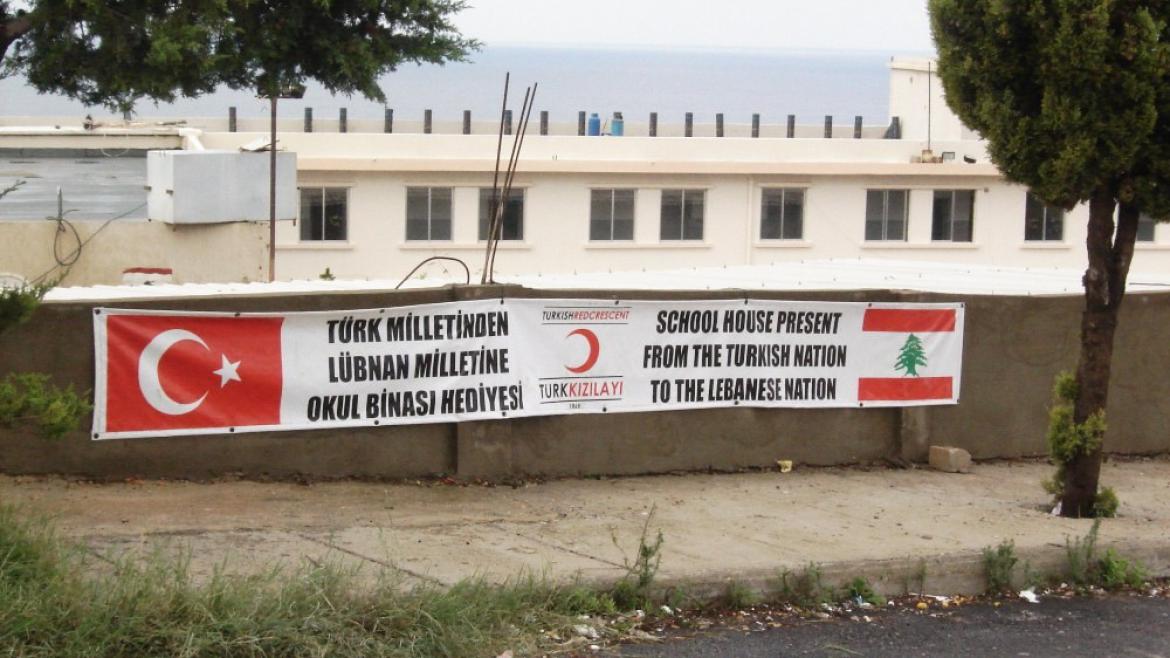 TÜRK MİLLETİNDEN
LÜBNAN MİLLETİNE
OKUL BİNASI HEDİYESİ
TURKISHREDCRESCENT
TÜRKKIZILAYI
SCHOOL HOUSE PRESENT
FROM THE TURKISH NATION
TO THE LEBANESE NATION